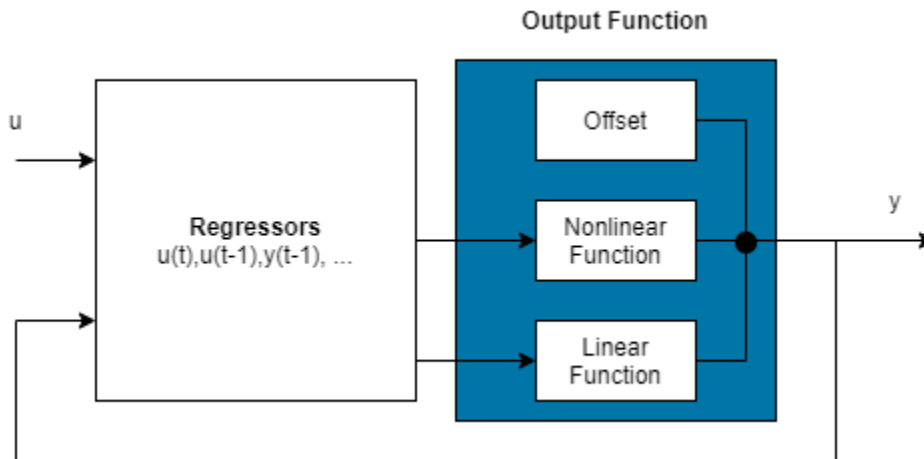 Output Function
u
Regressors
u(t),u(t-1),y(t-1), ...
Offset
Nonlinear
Function
Linear
Function
y